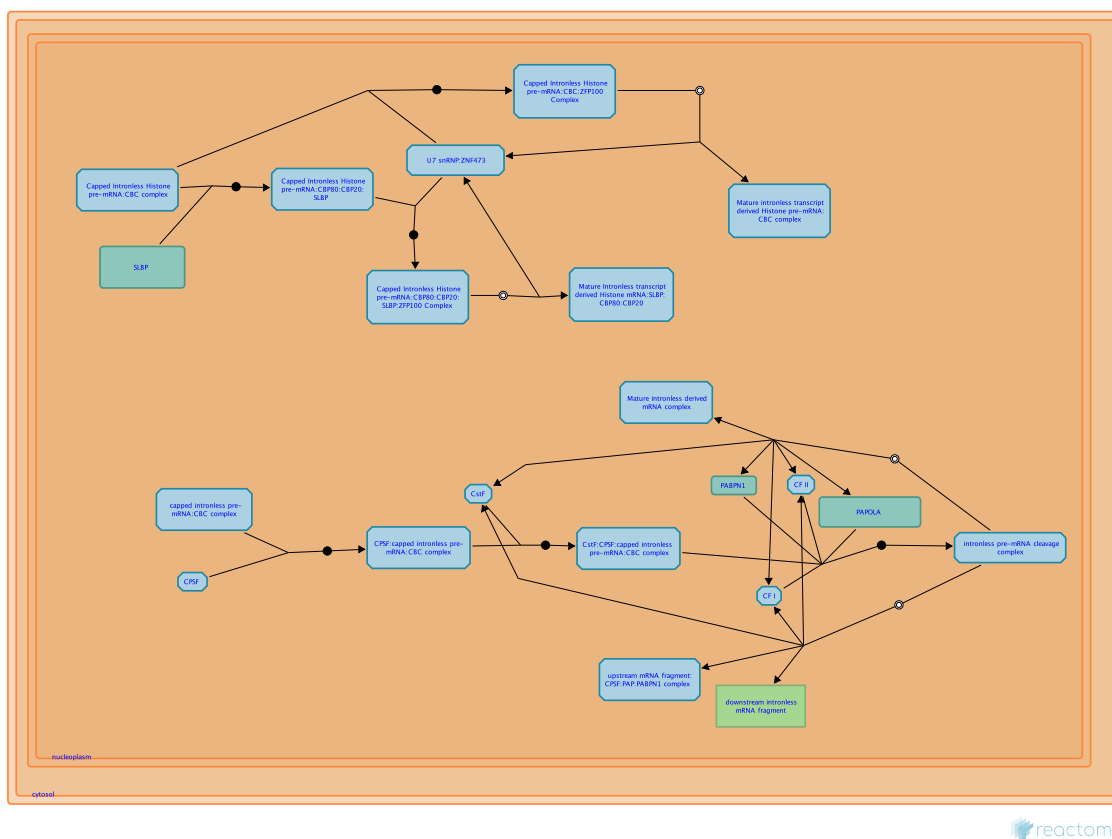 Capped Intronless Histone
pre-mRNA:CBC:ZFP100
Complex
U7 snRNP:ZNF473
Capped Intronless Histone
pre-mRNA:CBC complex
Capped Intronless Histone
pre-mRNA:CBP80:CBP20:
SLBP
Mature intronless transcript
derived Histone pre-mRNA:
CBC complex
SLBP
Capped Intronless Histone
pre-mRNA:CBP80:CBP20:
SLBP:ZFP100 Complex
Mature Intronless transcript
derived Histone mRNA:SLBP:
CBP80:CBP20
Mature intronless derived
mRNA complex
PABPN1
CF II
CstF
PAPOLA
capped intronless pre-
mRNA:CBC complex
CPSF:capped intronless pre-
mRNA:CBC complex
CstF:CPSF:capped intronless
pre-mRNA:CBC complex
intronless pre-mRNA cleavage
complex
CPSF
CF I
upstream mRNA fragment:
CPSF:PAP:PABPN1 complex
downstream intronless
mRNA fragment
nucleoplasm
cytosol
reactom